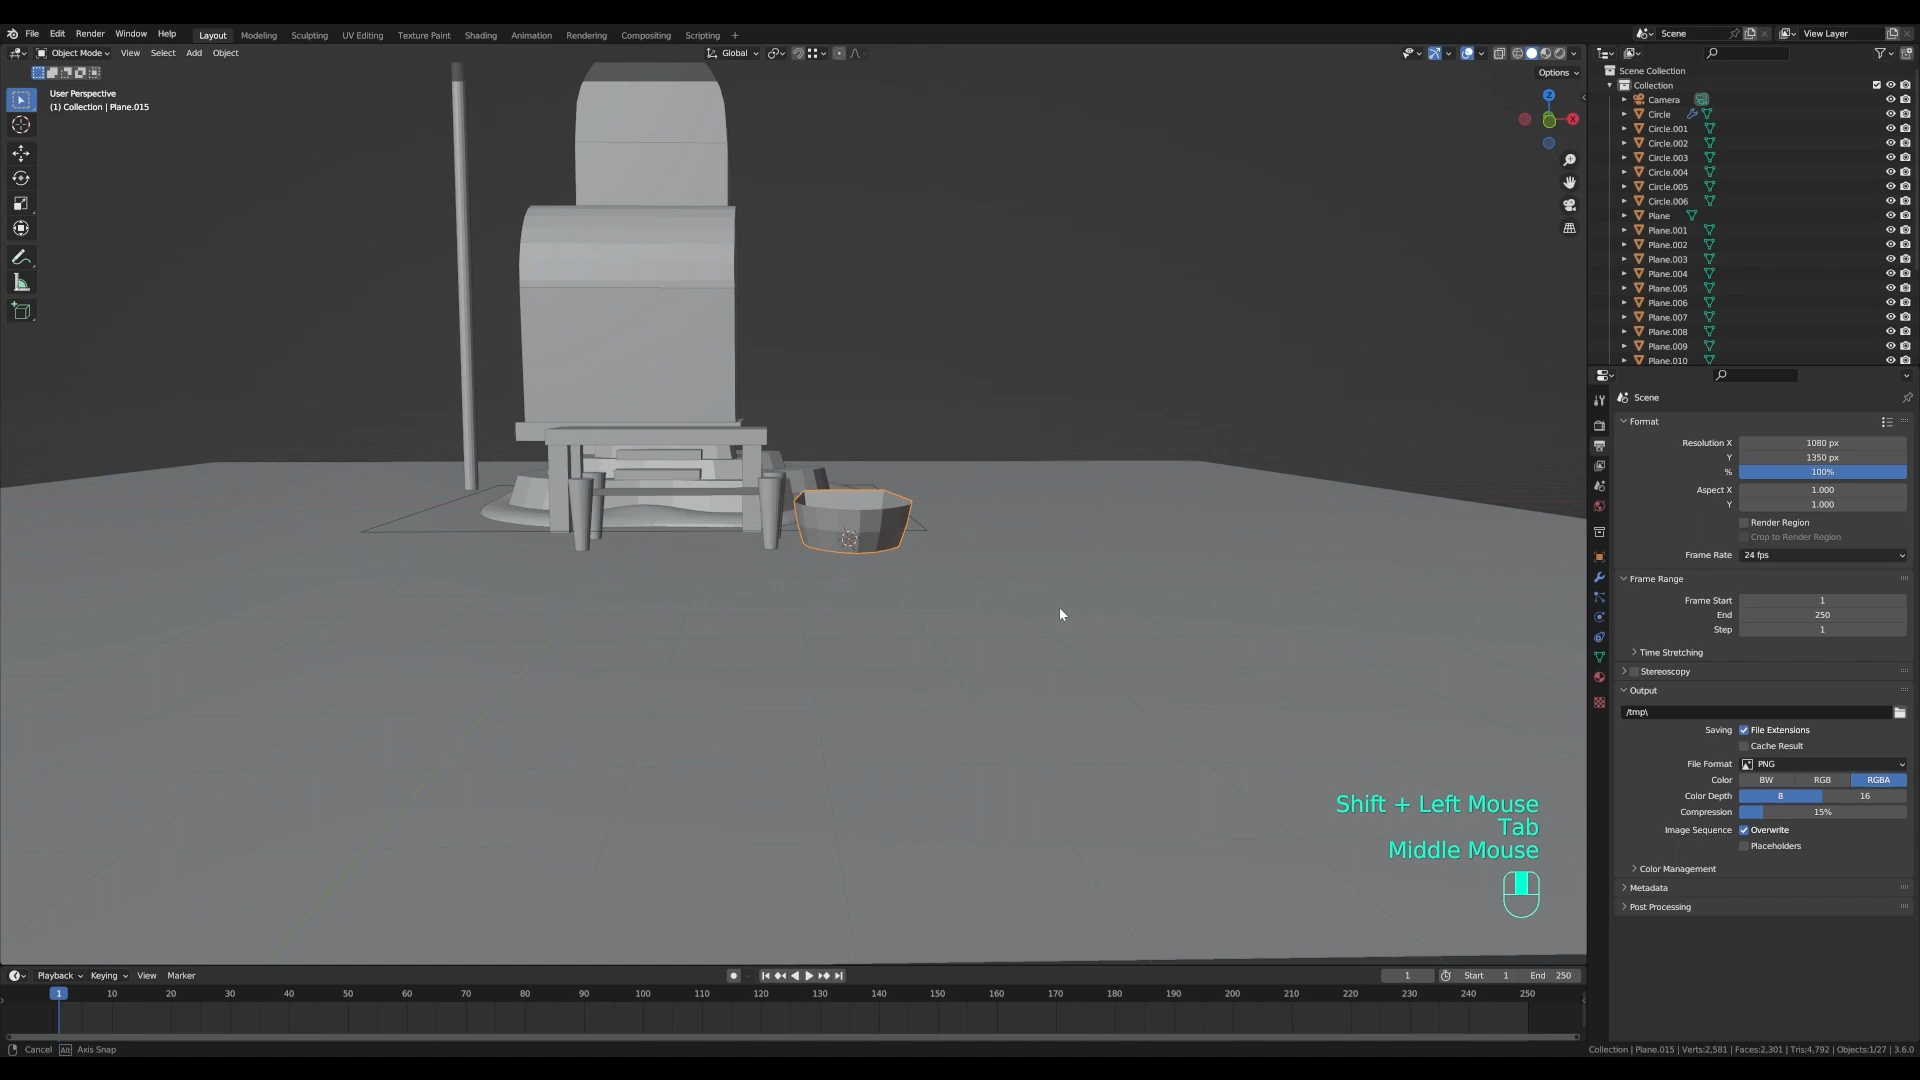 File Edit Render Window Help Layout Modeling Sculpting UV Editing Texture Paint Shading Animation Rendering Compositing Scripting + Scene View Layer
Object Mode View Select Add Object Global
Options
User Perspective
(1) Collection | Plane.015
Z
X
Scene Collection
Collection
Camera
Circle
Circle.001
Circle.002
Circle.003
Circle.004
Circle.005
Circle.006
Plane
Plane.001
Plane.002
Plane.003
Plane.004
Plane.005
Plane.006
Plane.007
Plane.008
Plane.009
Plane.010
Scene
Format
Resolution X 1080 px
Y 1350 px
% 100%
Aspect X 1.000
Y 1.000
Render Region
Crop to Render Region
Frame Rate 24 fps
Frame Range
Frame Start 1
End 250
Step 1
Time Stretching
Stereoscopy
Output
/tmp\
Saving File Extensions
Cache Result
File Format PNG
Color BW RGB RGBA
Color Depth 8 16
Compression 15%
Image Sequence Overwrite
Placeholders
Color Management
Metadata
Post Processing
Shift + Left Mouse
Tab
Middle Mouse
Playback Keying View Marker 1 Start 1 End 250
1 10 20 30 40 50 60 70 80 90 100 110 120 130 140 150 160 170 180 190 200 210 220 230 240 250
Cancel Alt Axis Snap
Collection | Plane.015 | Verts:2,581 | Faces:2,301 | Tris:4,792 | Objects:1/27 | 3.6.0